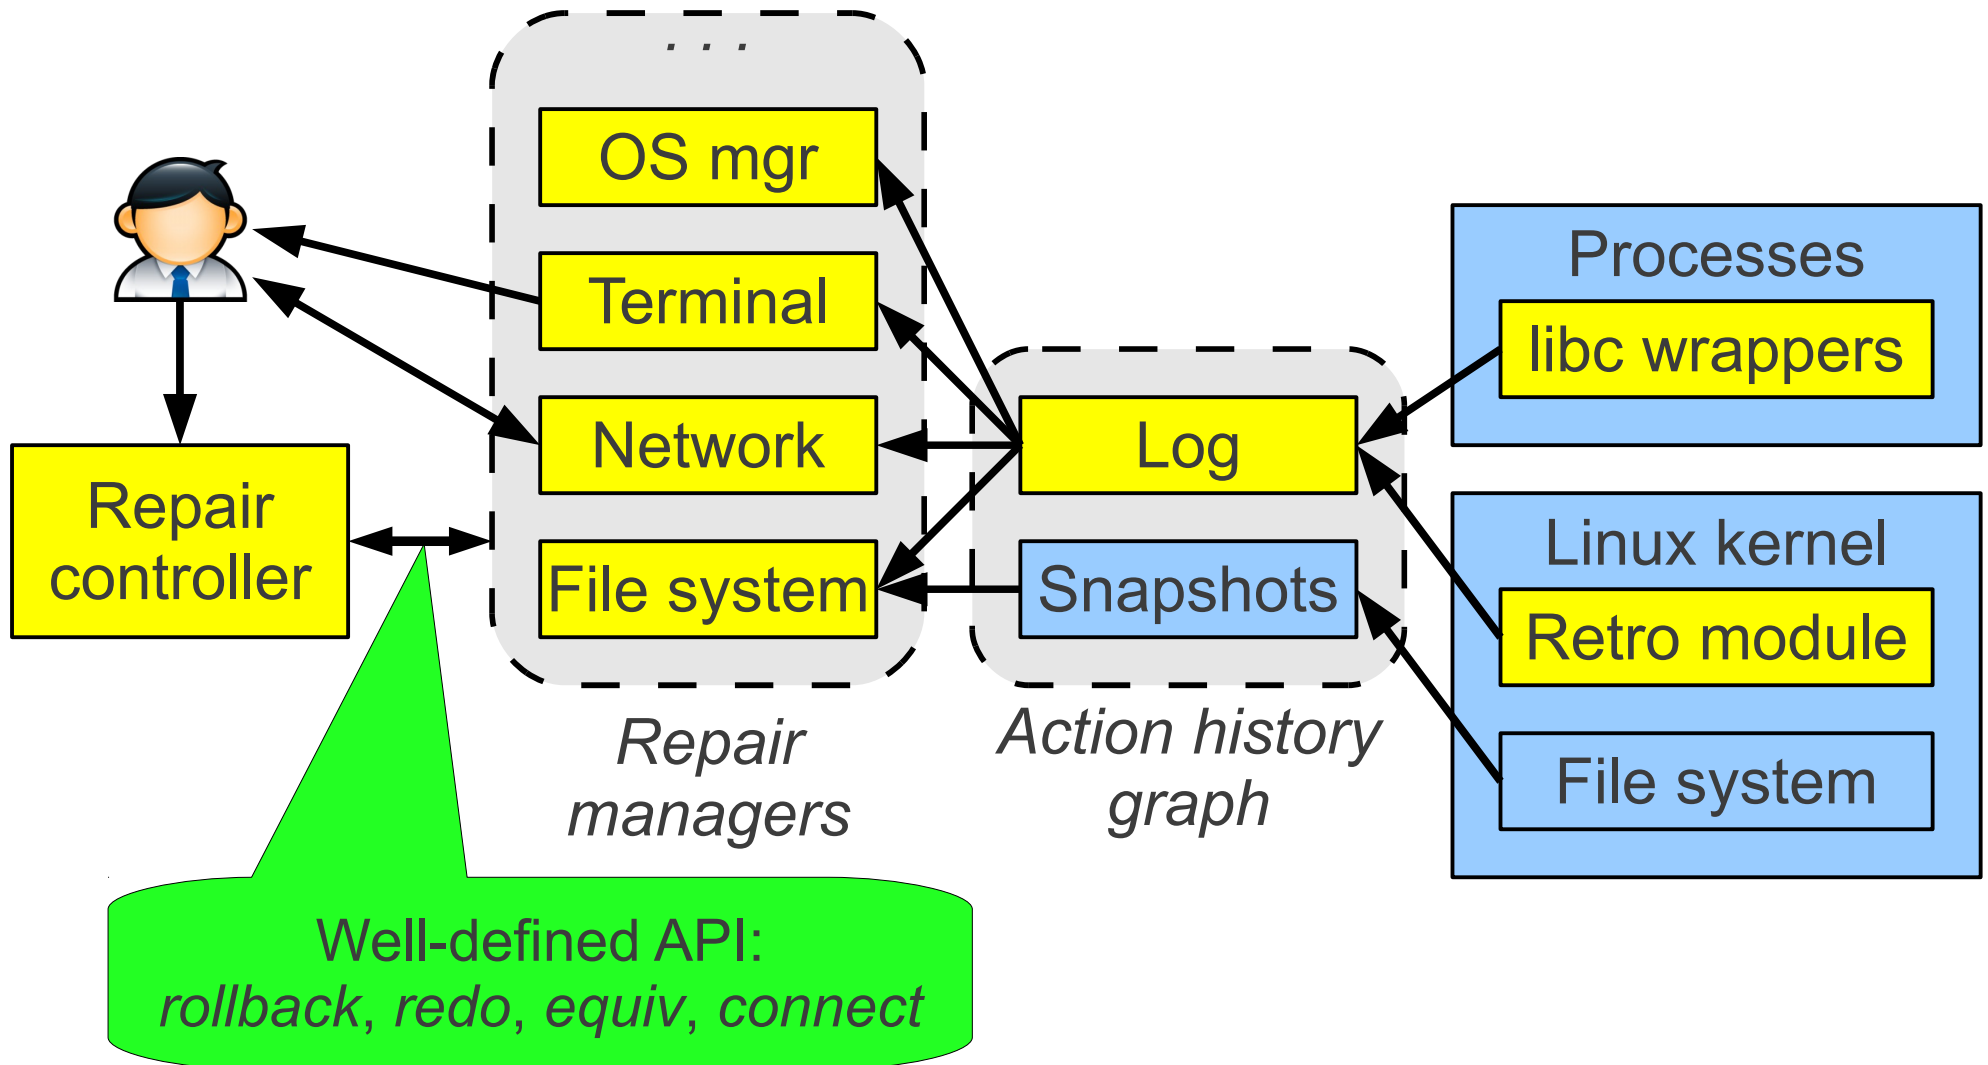 . . .
OS mgr
Terminal
Network
File system
Repair
managers
Repair
controller
Log
Snapshots
Action history
graph
Processes
libc wrappers
Linux kernel
Retro module
File system
Well-defined API:
rollback, redo, equiv, connect